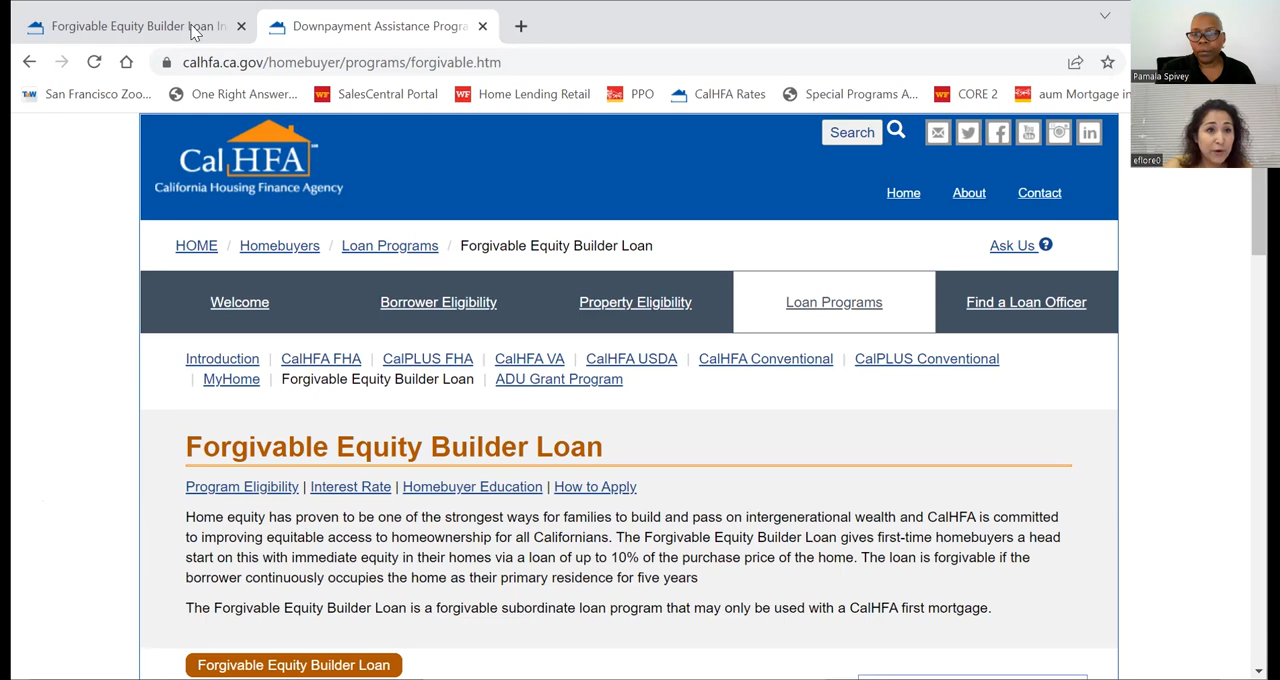 Forgivable Equity Builder Loan In
Downpayment Assistance Progra
calhfa.ca.gov/homebuyer/programs/forgivable.htm
San Francisco Zoo...
One Right Answer...
SalesCentral Portal
Home Lending Retail
PPO
CalHFA Rates
Special Programs A...
CORE 2
aum Mortgage in
Pamala Spivey
eflore0
CalHFA
California Housing Finance Agency
Search
Home
About
Contact
HOME / Homebuyers / Loan Programs / Forgivable Equity Builder Loan
Ask Us ?
Welcome
Borrower Eligibility
Property Eligibility
Loan Programs
Find a Loan Officer
Introduction | CalHFA FHA | CalPLUS FHA | CalHFA VA | CalHFA USDA | CalHFA Conventional | CalPLUS Conventional
| MyHome | Forgivable Equity Builder Loan | ADU Grant Program
Forgivable Equity Builder Loan
Program Eligibility | Interest Rate | Homebuyer Education | How to Apply
Home equity has proven to be one of the strongest ways for families to build and pass on intergenerational wealth and CalHFA is committed
to improving equitable access to homeownership for all Californians. The Forgivable Equity Builder Loan gives first-time homebuyers a head
start on this with immediate equity in their homes via a loan of up to 10% of the purchase price of the home. The loan is forgivable if the
borrower continuously occupies the home as their primary residence for five years
The Forgivable Equity Builder Loan is a forgivable subordinate loan program that may only be used with a CalHFA first mortgage.
Forgivable Equity Builder Loan